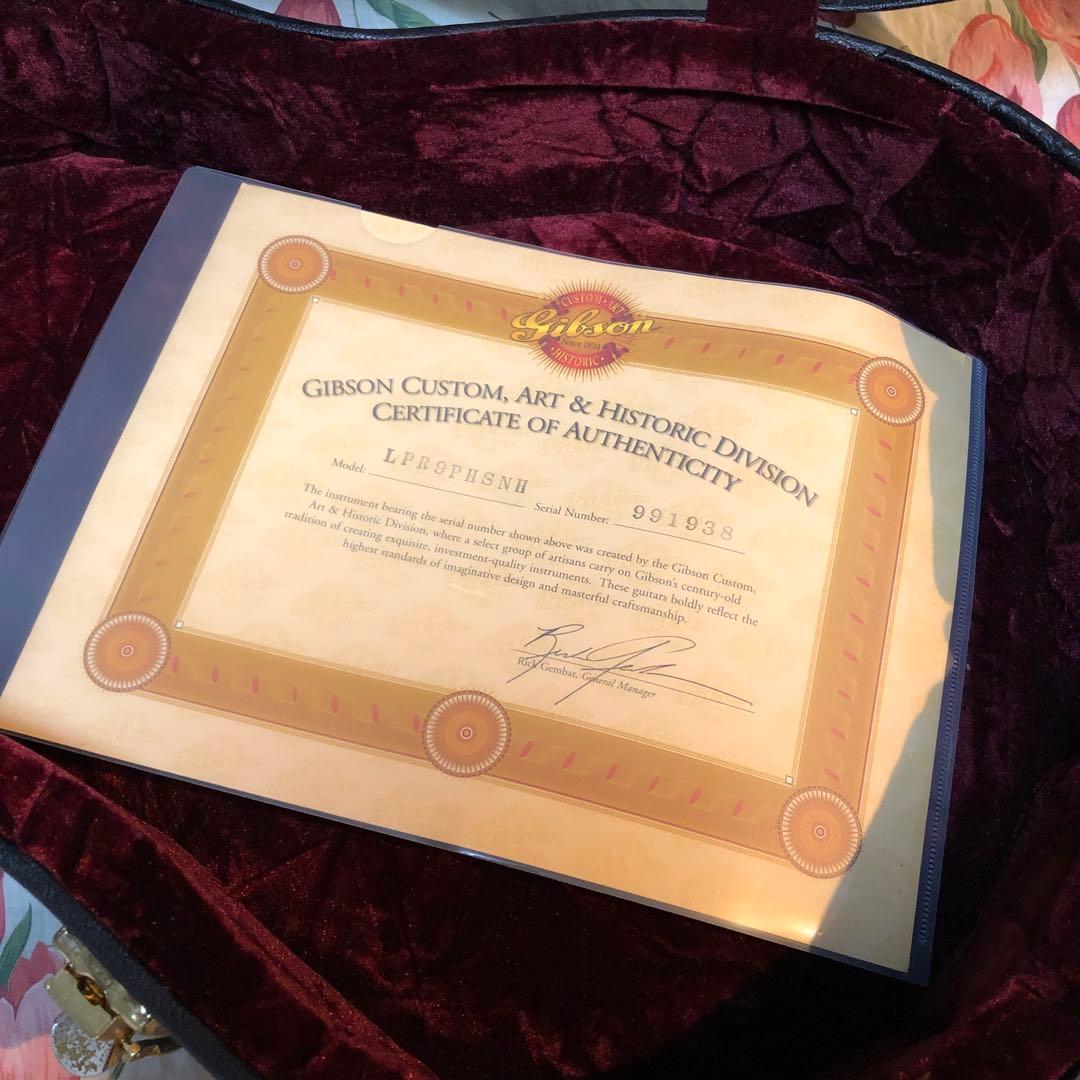 CUSTOM · ART
Gibson
Since 1894
HISTORIC
GIBSON CUSTOM, ART & HISTORIC DIVISION
CERTIFICATE OF AUTHENTICITY
Model: LPR9PHSNH Serial Number: 991938
The instrument bearing the serial number shown above was created by the Gibson Custom,
Art & Historic Division, where a select group of artisans carry on Gibson's century-old
tradition of creating exquisite, investment-quality instruments. These guitars boldly reflect the
highest standards of imaginative design and masterful craftsmanship.
Rick Gembar, General Manager